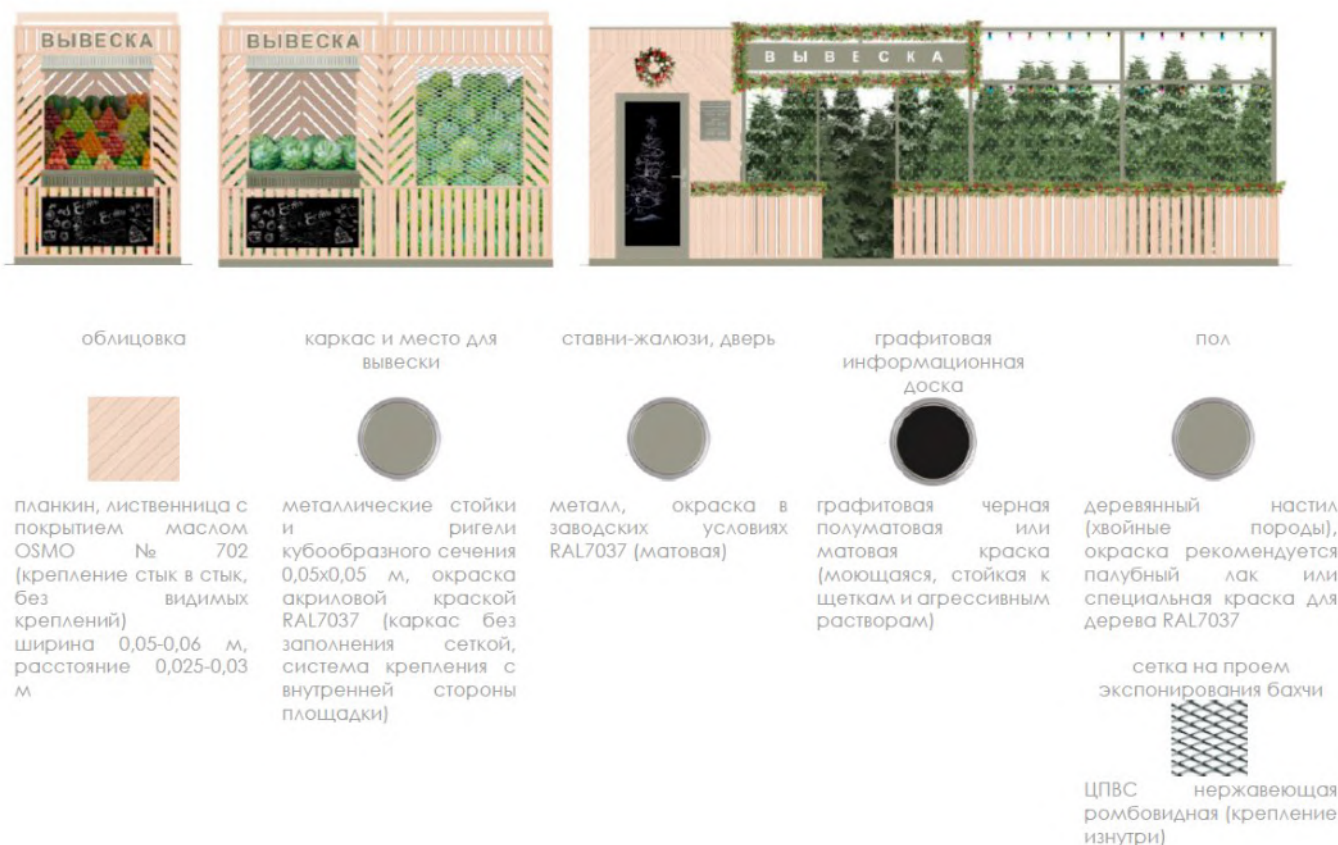 ВЫВЕСКА
ВЫВЕСКА
ВЫВЕСКА
облицовка
планкин, лиственница с
покрытием маслом
OSMO № 702
(крепление стык в стык,
без видимых
креплений)
ширина 0,05-0,06 м,
расстояние 0,025-0,03
м
каркас и место для
вывески
металлические стойки
и ригели
кубообразного сечения
0,05х0,05 м, окраска
акриловой краской
RAL7037 (каркас без
заполнения сеткой,
система крепления с
внутренней стороны
площадки)
ставни-жалюзи, дверь
металл, окраска в
заводских условиях
RAL7037 (матовая)
графитовая
информационная
доска
графитовая черная
полуматовая или
матовая краска
(моющаяся, стойкая к
щеткам и агрессивным
растворам)
пол
деревянный настил
(хвойные породы),
окраска рекомендуется
палубный лак или
специальная краска для
дерева RAL7037
сетка на проем
экспонирования бахчи
ЦПВС нержавеющая
ромбовидная (крепление
изнутри)